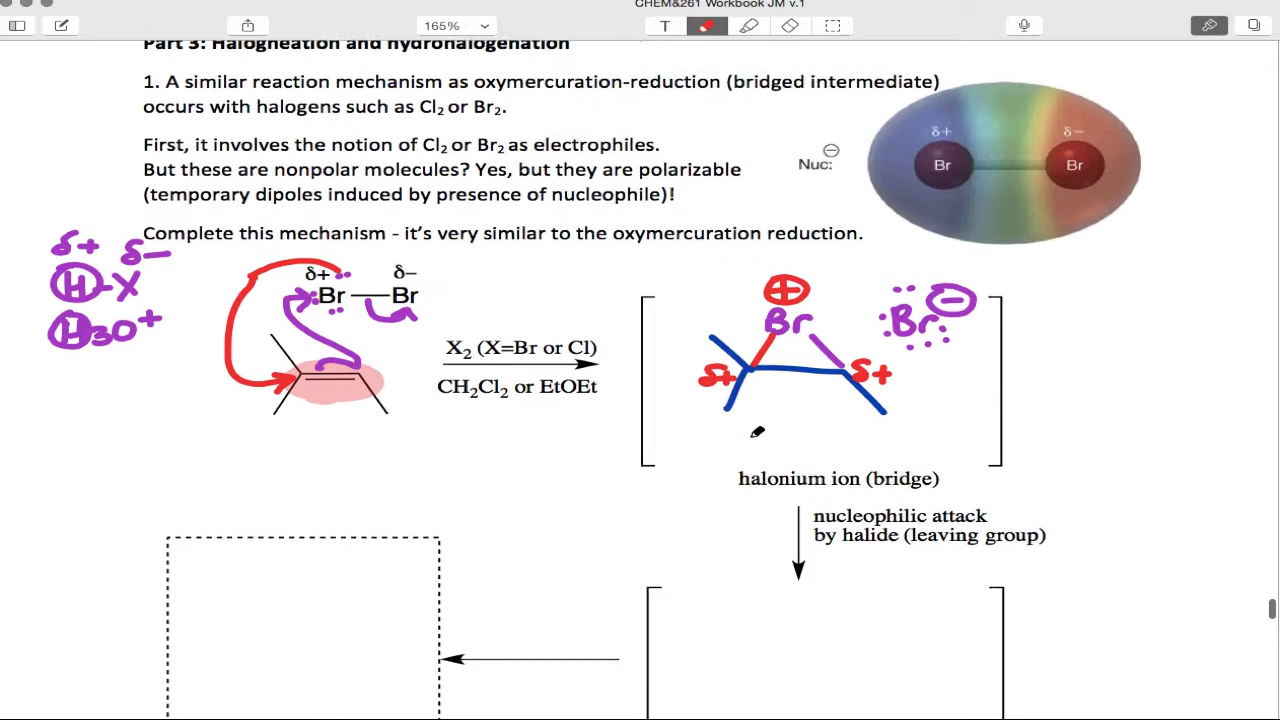 CHEM&261 Workbook JM v.1
165%
T
Part 3: Halogneation and hydrohalogenation
1. A similar reaction mechanism as oxymercuration-reduction (bridged intermediate)
occurs with halogens such as Cl₂ or Br₂.
First, it involves the notion of Cl₂ or Br₂ as electrophiles.
But these are nonpolar molecules? Yes, but they are polarizable
(temporary dipoles induced by presence of nucleophile)!
Nuc:
⊖
δ+ δ−
Br Br
Complete this mechanism - it's very similar to the oxymercuration reduction.
δ+ δ−
H-X
H3O+
δ+ δ−
:Br — Br
X₂ (X=Br or Cl)
CH₂Cl₂ or EtOEt
⊕
Br
:Br: ⊖
δ+ δ+
halonium ion (bridge)
nucleophilic attack
by halide (leaving group)